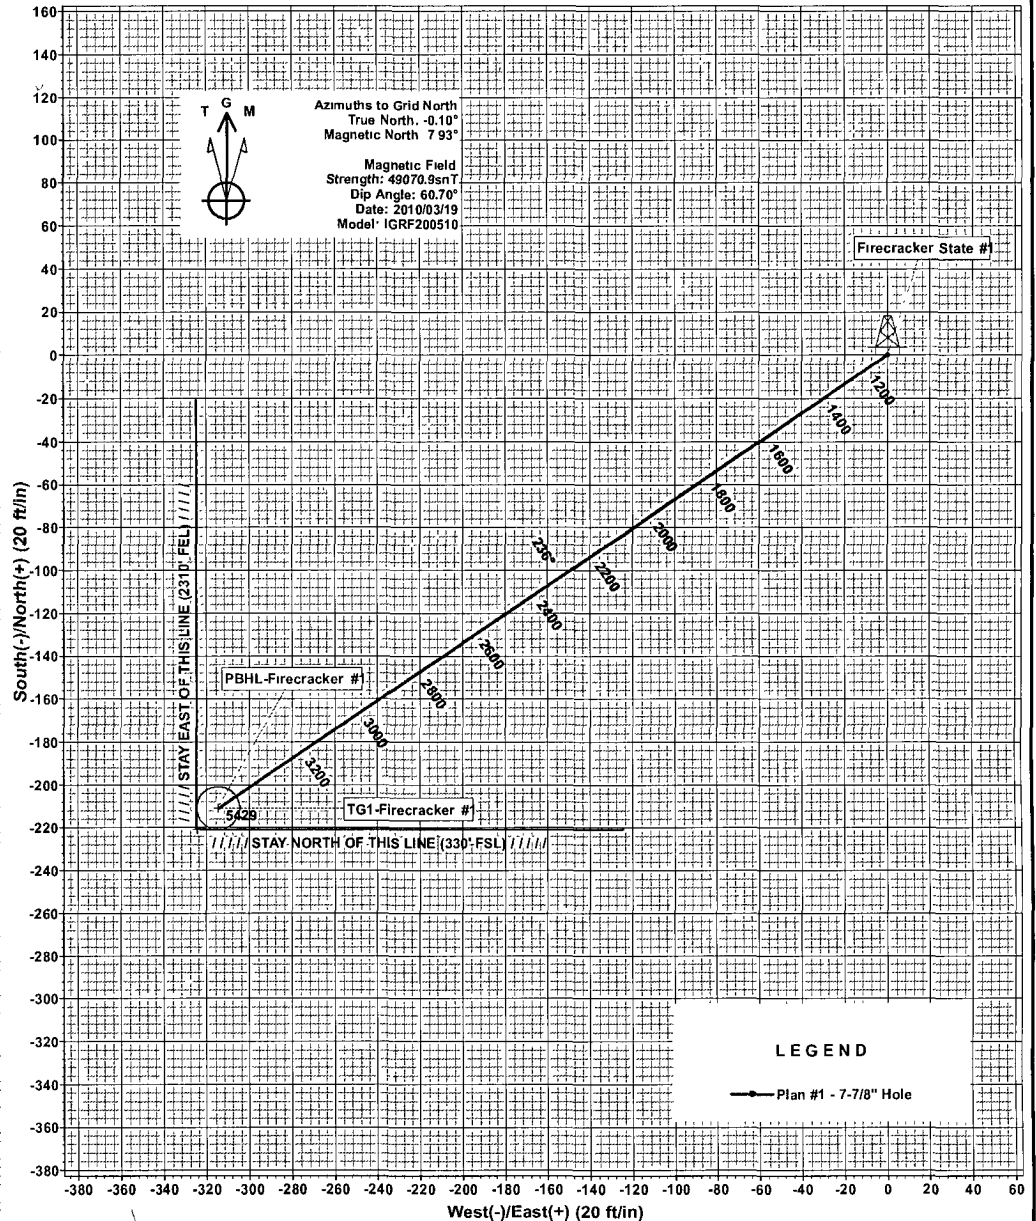 160
140
120
100
80
60
40
20
0
-20
-40
-60
-80
-100
-120
-140
-160
-180
-200
-220
-240
-260
-280
-300
-320
-340
-360
-380
South(-)/North(+) (20 ft/in)
T G M
Azimuths to Grid North
True North. -0.10°
Magnetic North 7 93°
Magnetic Field
Strength: 49070.9snT
Dip Angle: 60.70°
Date: 2010/03/19
Model: IGRF200510
Firecracker State #1
1200
1400
1600
1800
2000
2200
236°
2400
2600
2800
3000
3200
///// STAY EAST OF THIS LINE (2310' FEL) /////
PBHL-Firecracker #1
TG1-Firecracker #1
5429
///// STAY NORTH OF THIS LINE (330' FSL) /////
LEGEND
Plan #1 - 7-7/8" Hole
-380 -360 -340 -320 -300 -280 -260 -240 -220 -200 -180 -160 -140 -120 -100 -80 -60 -40 -20 0 20 40 60
West(-)/East(+) (20 ft/in)